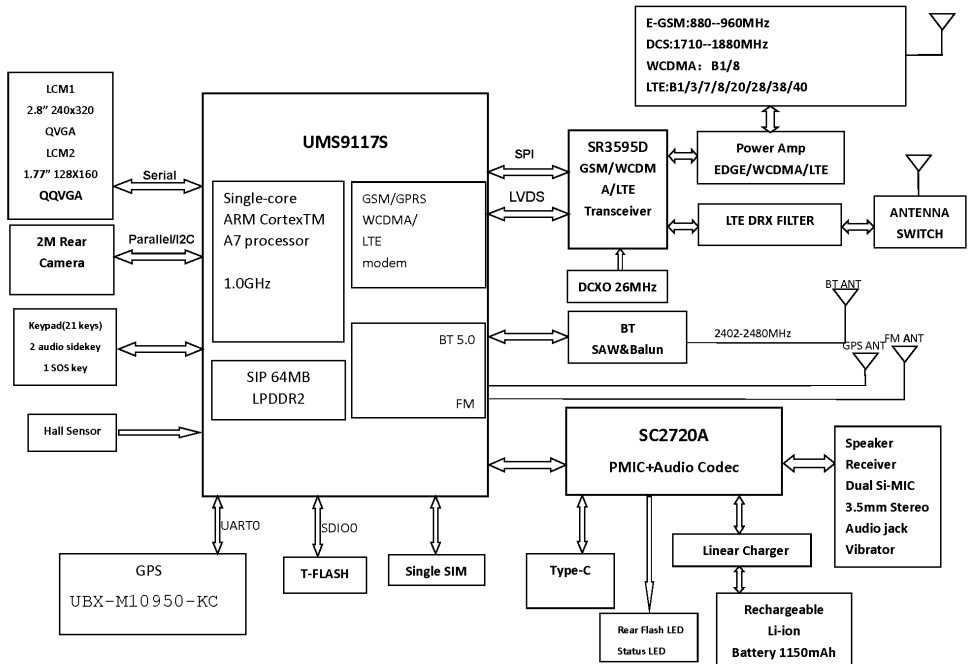 E-GSM:880--960MHz
DCS:1710--1880MHz
WCDMA： B1/8
LTE:B1/3/7/8/20/28/38/40
LCM1
2.8” 240x320
QVGA
LCM2
1.77” 128X160
QQVGA
Serial
2M Rear
Camera
Parallel/I2C
Keypad(21 keys)
2 audio sidekey
1 SOS key
Hall Sensor
UMS9117S
Single-core
ARM CortexTM
A7 processor
1.0GHz
GSM/GPRS
WCDMA/
LTE
modem
BT 5.0
FM
SIP 64MB
LPDDR2
SPI
LVDS
SR3595D
GSM/WCDM
A/LTE
Transceiver
Power Amp
EDGE/WCDMA/LTE
LTE DRX FILTER
ANTENNA
SWITCH
DCXO 26MHz
BT
SAW&Balun
2402-2480MHz
BT ANT
GPS ANT
FM ANT
SC2720A
PMIC+Audio Codec
Speaker
Receiver
Dual Si-MIC
3.5mm Stereo
Audio jack
Vibrator
UART0
SDIO0
GPS
UBX-M10950-KC
T-FLASH
Single SIM
Type-C
Linear Charger
Rear Flash LED
Status LED
Rechargeable
Li-ion
Battery 1150mAh